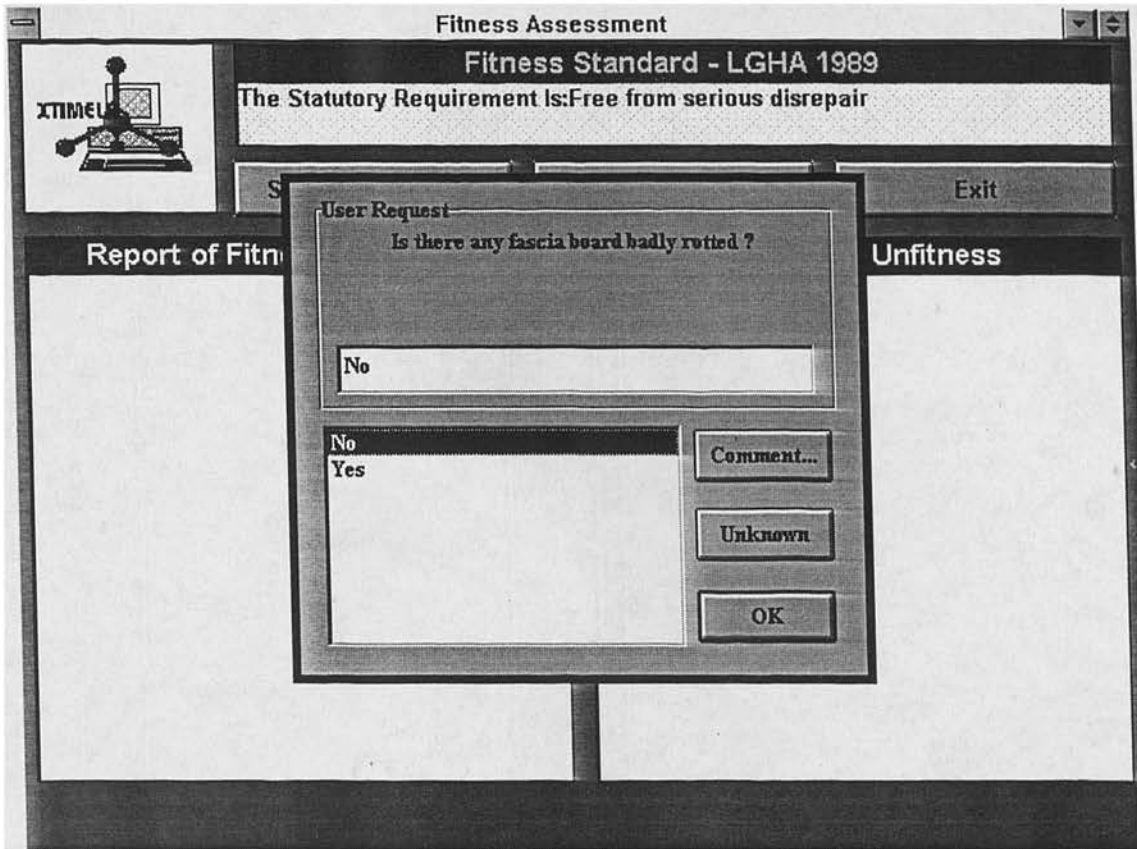 Fitness Assessment
Fitness Standard - LGHA 1989
XTIMEL
The Statutory Requirement Is:Free from serious disrepair
Exit
User Request
Is there any fascia board badly rotted ?
Report of
Unfitness
No
No
Yes
Comment...
Unknown
OK